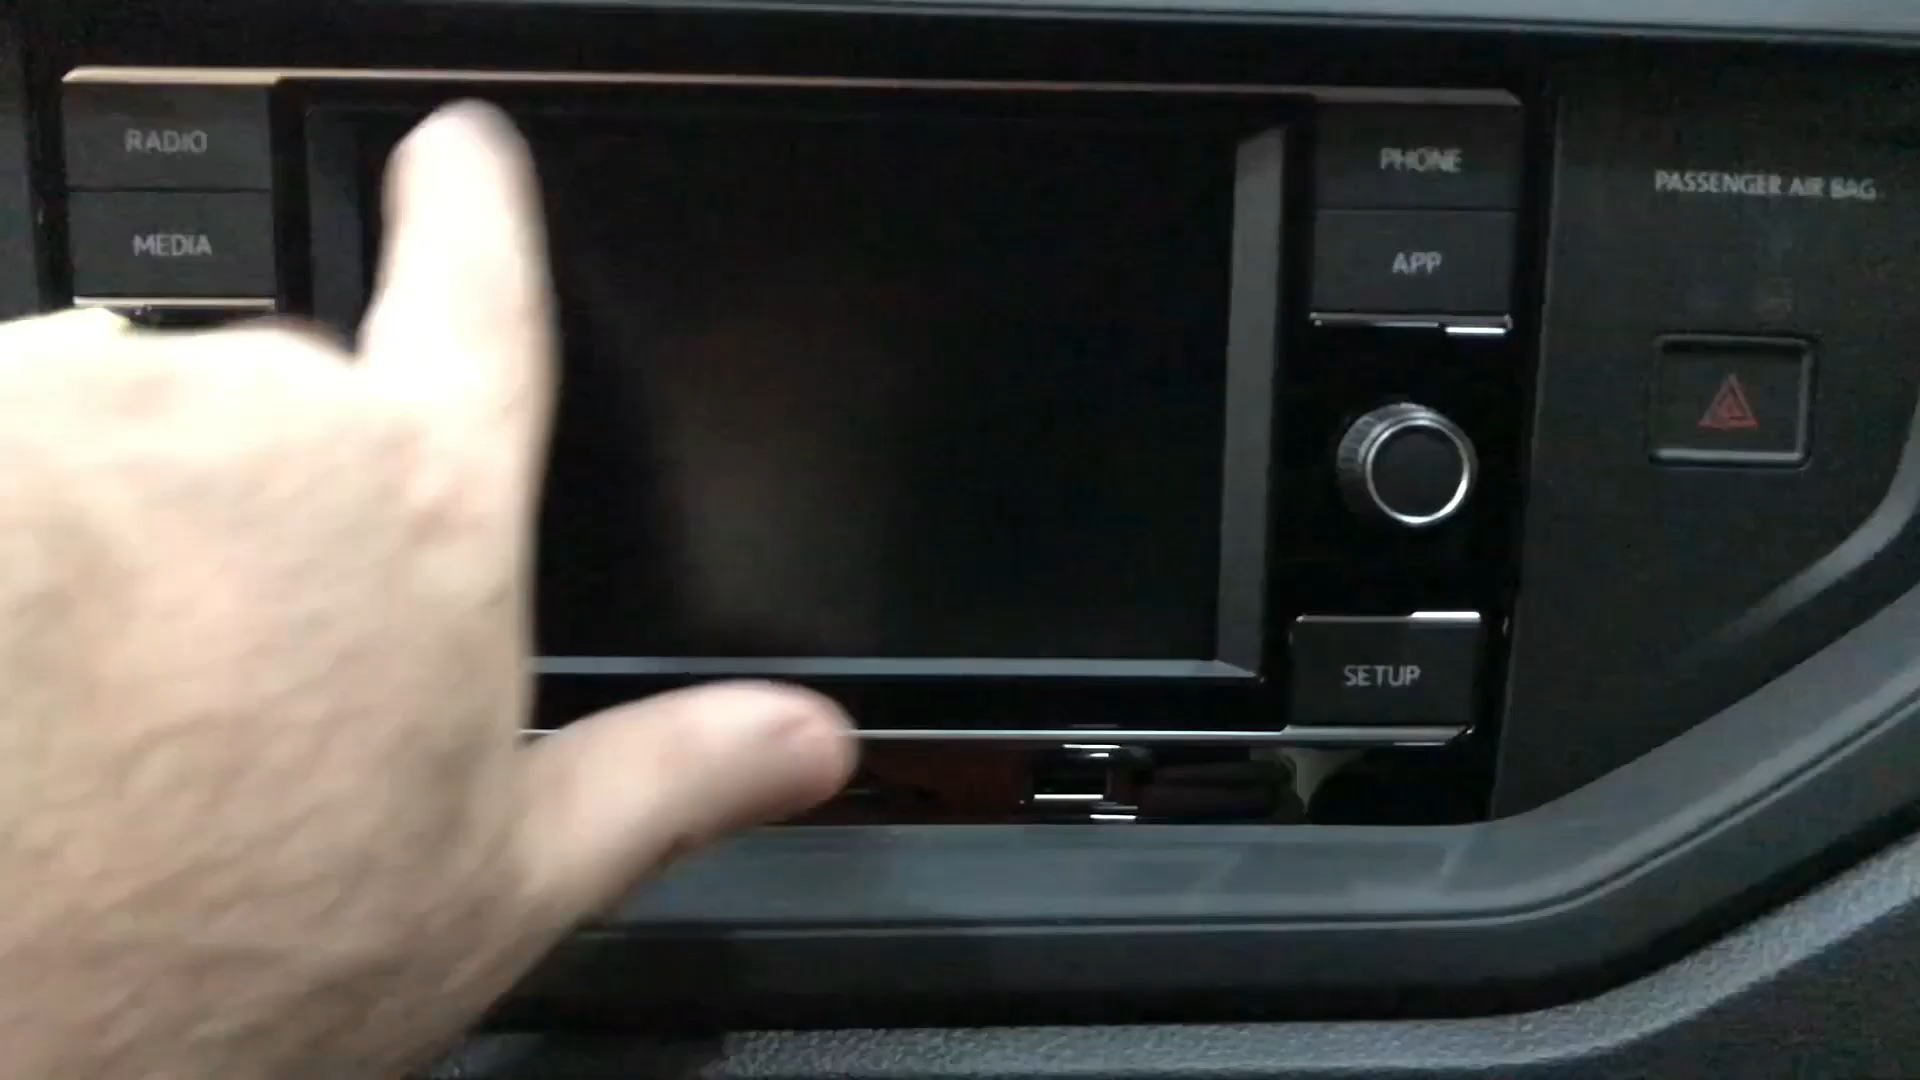 RADIO
MEDIA
PHONE
APP
SETUP
PASSENGER AIR BAG